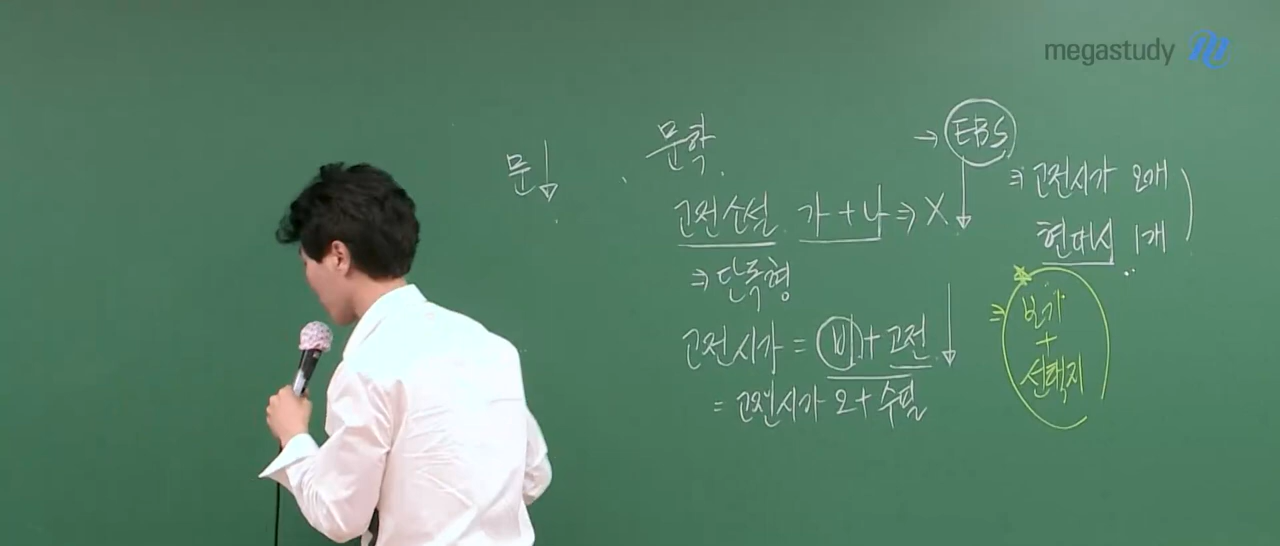 megastudy
문↓
문학
→ EBS
고전소설 가 + 나 ⇒ X ↓
⇒ 단독형
⇒ 고전시가 2개
현대시 1개
고전시가 = 비 + 고전 ↓
= 고전시가 2 + 수필
⇒ 보기
+
선택지